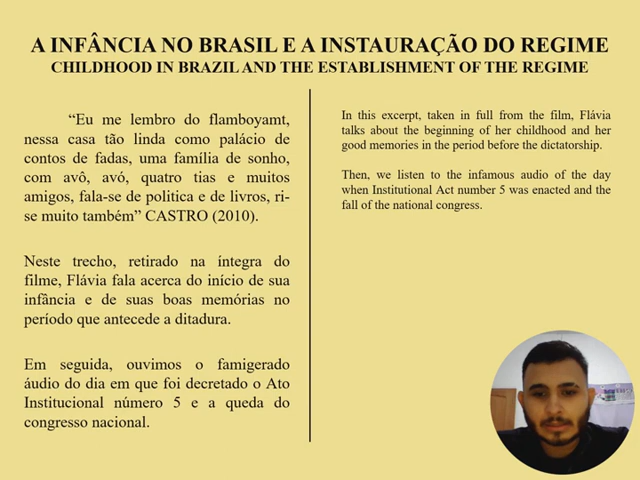 A INFÂNCIA NO BRASIL E A INSTAURAÇÃO DO REGIME
CHILDHOOD IN BRAZIL AND THE ESTABLISHMENT OF THE REGIME
“Eu me lembro do flamboyamt,
nessa casa tão linda como palácio de
contos de fadas, uma família de sonho,
com avô, avó, quatro tias e muitos
amigos, fala-se de politica e de livros, ri-
se muito também” CASTRO (2010).
Neste trecho, retirado na íntegra do
filme, Flávia fala acerca do início de sua
infância e de suas boas memórias no
período que antecede a ditadura.
Em seguida, ouvimos o famigerado
áudio do dia em que foi decretado o Ato
Institucional número 5 e a queda do
congresso nacional.
In this excerpt, taken in full from the film, Flávia
talks about the beginning of her childhood and her
good memories in the period before the dictatorship.
Then, we listen to the infamous audio of the day
when Institutional Act number 5 was enacted and the
fall of the national congress.